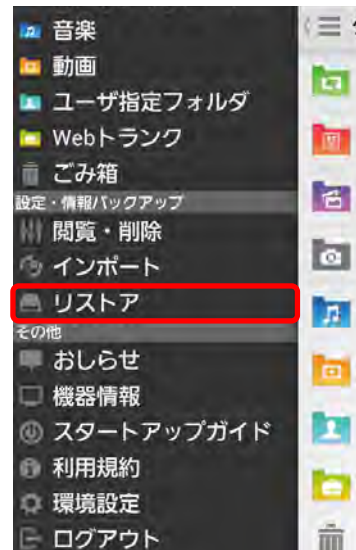 音楽
動画
ユーザ指定フォルダ
Webトランク
ごみ箱
設定・情報バックアップ
閲覧・削除
インポート
リストア
その他
おしらせ
機器情報
スタートアップガイド
利用規約
環境設定
ログアウト